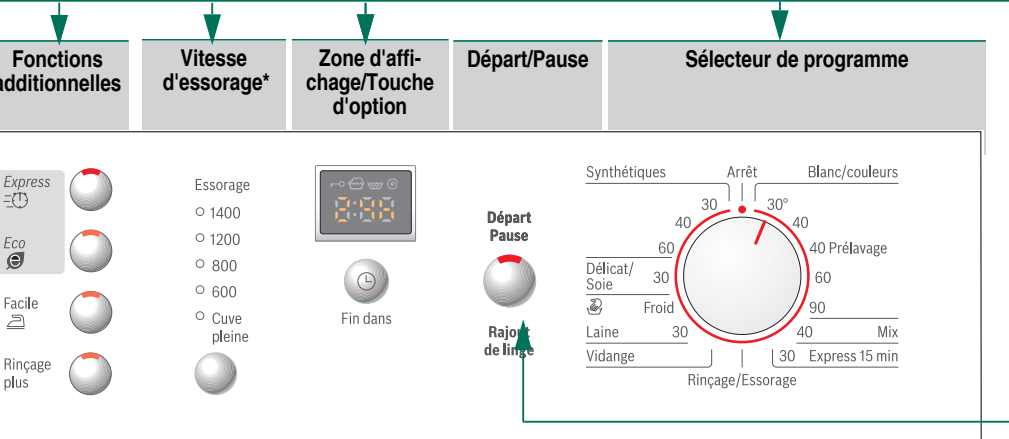 Fonctions
additionnelles
Vitesse
d'essorage*
Zone d'affi-
chage/Touche
d'option
Départ/Pause
Sélecteur de programme
Express
Eco
Facile
Rinçage
plus
Essorage
1400
1200
800
600
Cuve
pleine
2:45
Fin dans
Départ
Pause
Rajout
de linge
Synthétiques
Arrêt
Blanc/couleurs
30
30°
40
40
60
40 Prélavage
Délicat/
Soie
30
60
Froid
90
Laine
30
40
Mix
Vidange
30
Express 15 min
Rinçage/Essorage